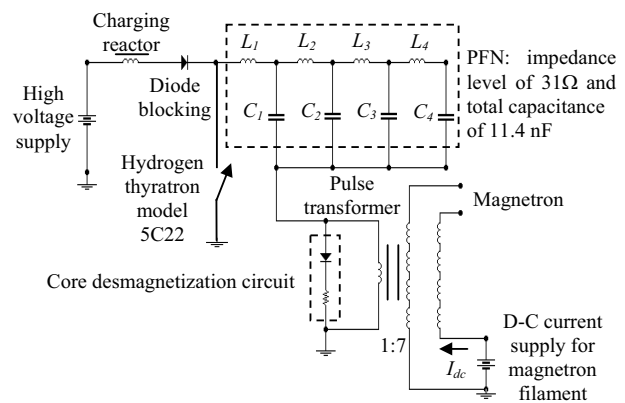 Charging
reactor
L1 L2 L3 L4
PFN: impedance
level of 31Ω and
total capacitance
of 11.4 nF
Diode
blocking
High
voltage
supply
C1 C2 C3 C4
Hydrogen
thyratron
model
5C22
Pulse
transformer
Magnetron
Core desmagnetization circuit
1:7
Idc
D-C current
supply for
magnetron
filament